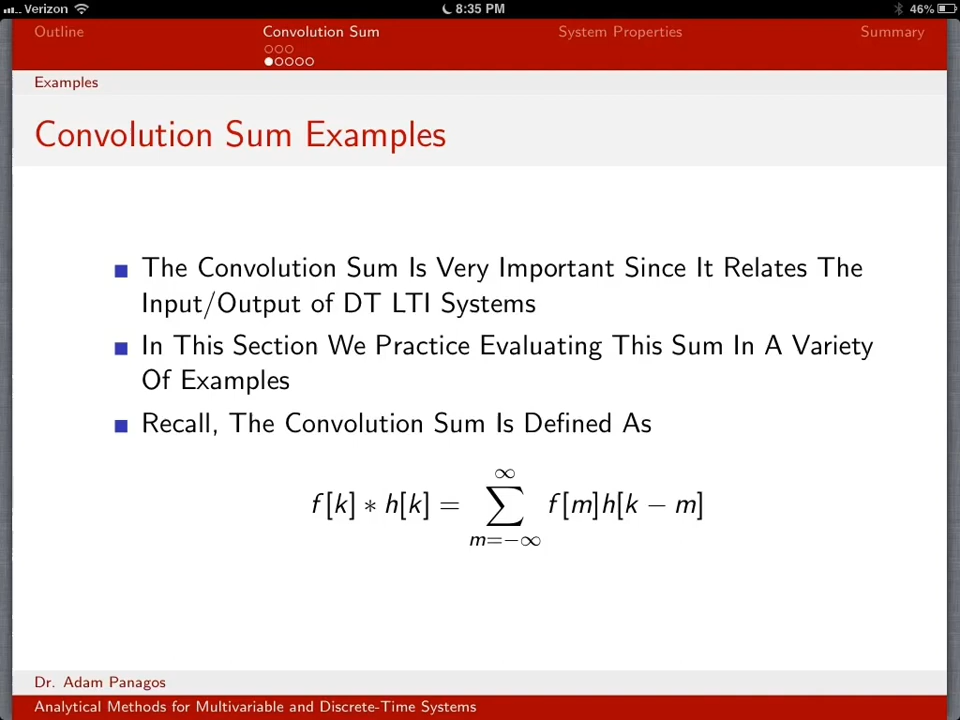 Verizon 8:35 PM 46%
Outline Convolution Sum System Properties Summary
Examples
Convolution Sum Examples
The Convolution Sum Is Very Important Since It Relates The
Input/Output of DT LTI Systems
In This Section We Practice Evaluating This Sum In A Variety
Of Examples
Recall, The Convolution Sum Is Defined As
f[k] ∗ h[k] = ∑_{m=−∞}^{∞} f[m]h[k − m]
Dr. Adam Panagos
Analytical Methods for Multivariable and Discrete-Time Systems